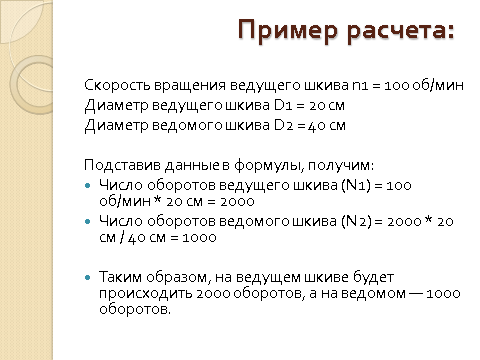 Пример расчета:
Скорость вращения ведущего шкива n1 = 100 об/мин
Диаметр ведущего шкива D1 = 20 см
Диаметр ведомого шкива D2 = 40 см
Подставив данные в формулы, получим:
• Число оборотов ведущего шкива (N1) = 100
об/мин * 20 см = 2000
• Число оборотов ведомого шкива (N2) = 2000 * 20
см / 40 см = 1000
• Таким образом, на ведущем шкиве будет
происходить 2000 оборотов, а на ведомом — 1000
оборотов.